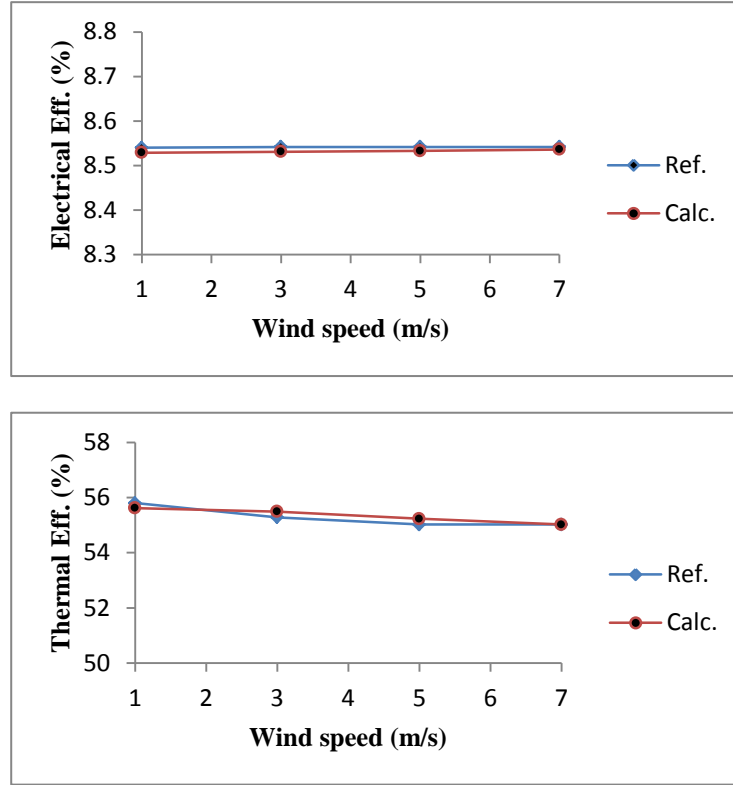 8.8
8.7
8.6
8.5
8.4
8.3
Electrical Eff. (%)
1 2 3 4 5 6 7
Wind speed (m/s)
Ref.
Calc.
58
56
54
52
50
Thermal Eff. (%)
1 2 3 4 5 6 7
Wind speed (m/s)
Ref.
Calc.